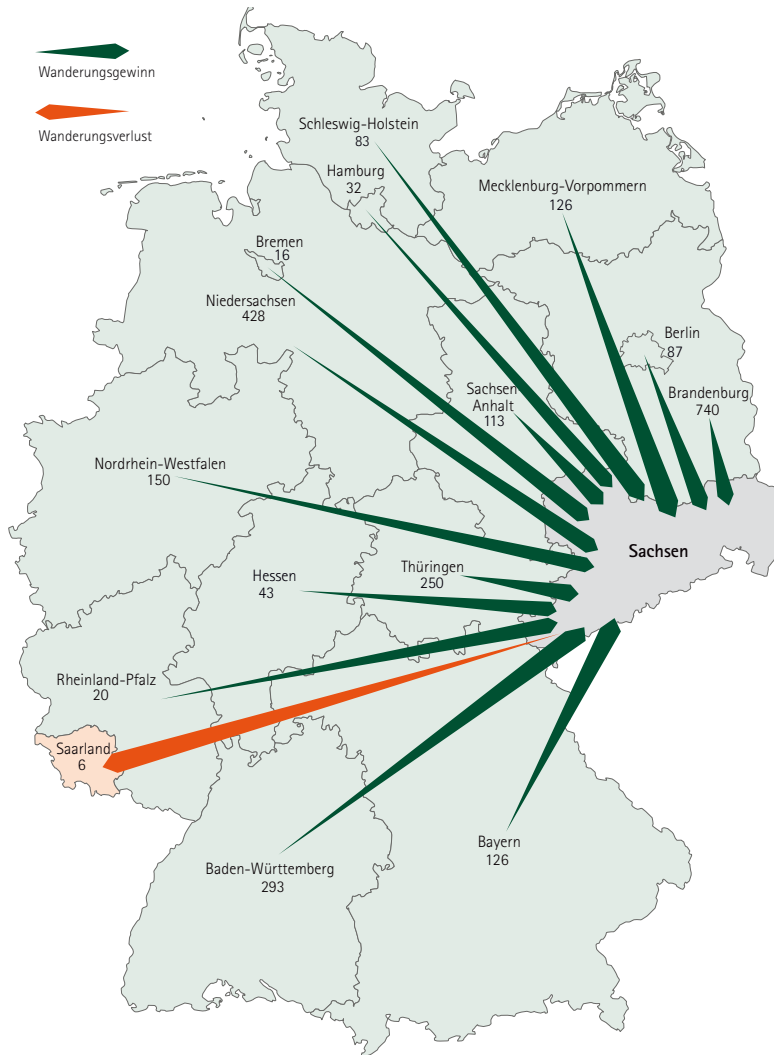 Wanderungsgewinn
Wanderungsverlust
Schleswig-Holstein
83
Hamburg
32
Mecklenburg-Vorpommern
126
Bremen
16
Niedersachsen
428
Berlin
87
Sachsen
Anhalt
113
Brandenburg
740
Nordrhein-Westfalen
150
Sachsen
Thüringen
250
Hessen
43
Rheinland-Pfalz
20
Saarland
6
Bayern
126
Baden-Württemberg
293